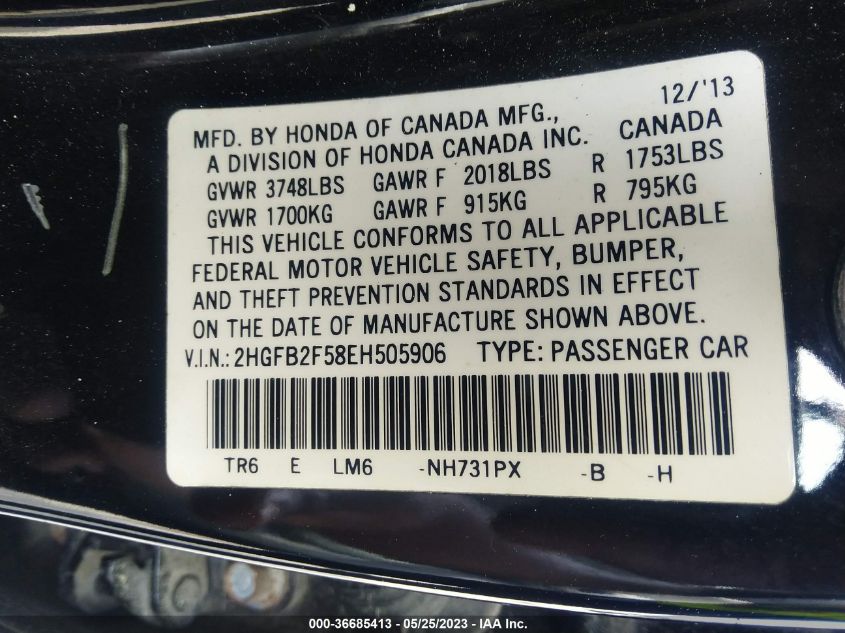 12/'13
MFD. BY HONDA OF CANADA MFG.,
A DIVISION OF HONDA CANADA INC. CANADA
GVWR 3748LBS GAWR F 2018LBS R 1753LBS
GVWR 1700KG GAWR F 915KG R 795KG
THIS VEHICLE CONFORMS TO ALL APPLICABLE
FEDERAL MOTOR VEHICLE SAFETY, BUMPER,
AND THEFT PREVENTION STANDARDS IN EFFECT
ON THE DATE OF MANUFACTURE SHOWN ABOVE.
V.I.N.: 2HGFB2F58EH505906 TYPE: PASSENGER CAR
TR6 E LM6 -NH731PX -B -H
000-36685413 - 05/25/2023 - © IAA Inc.